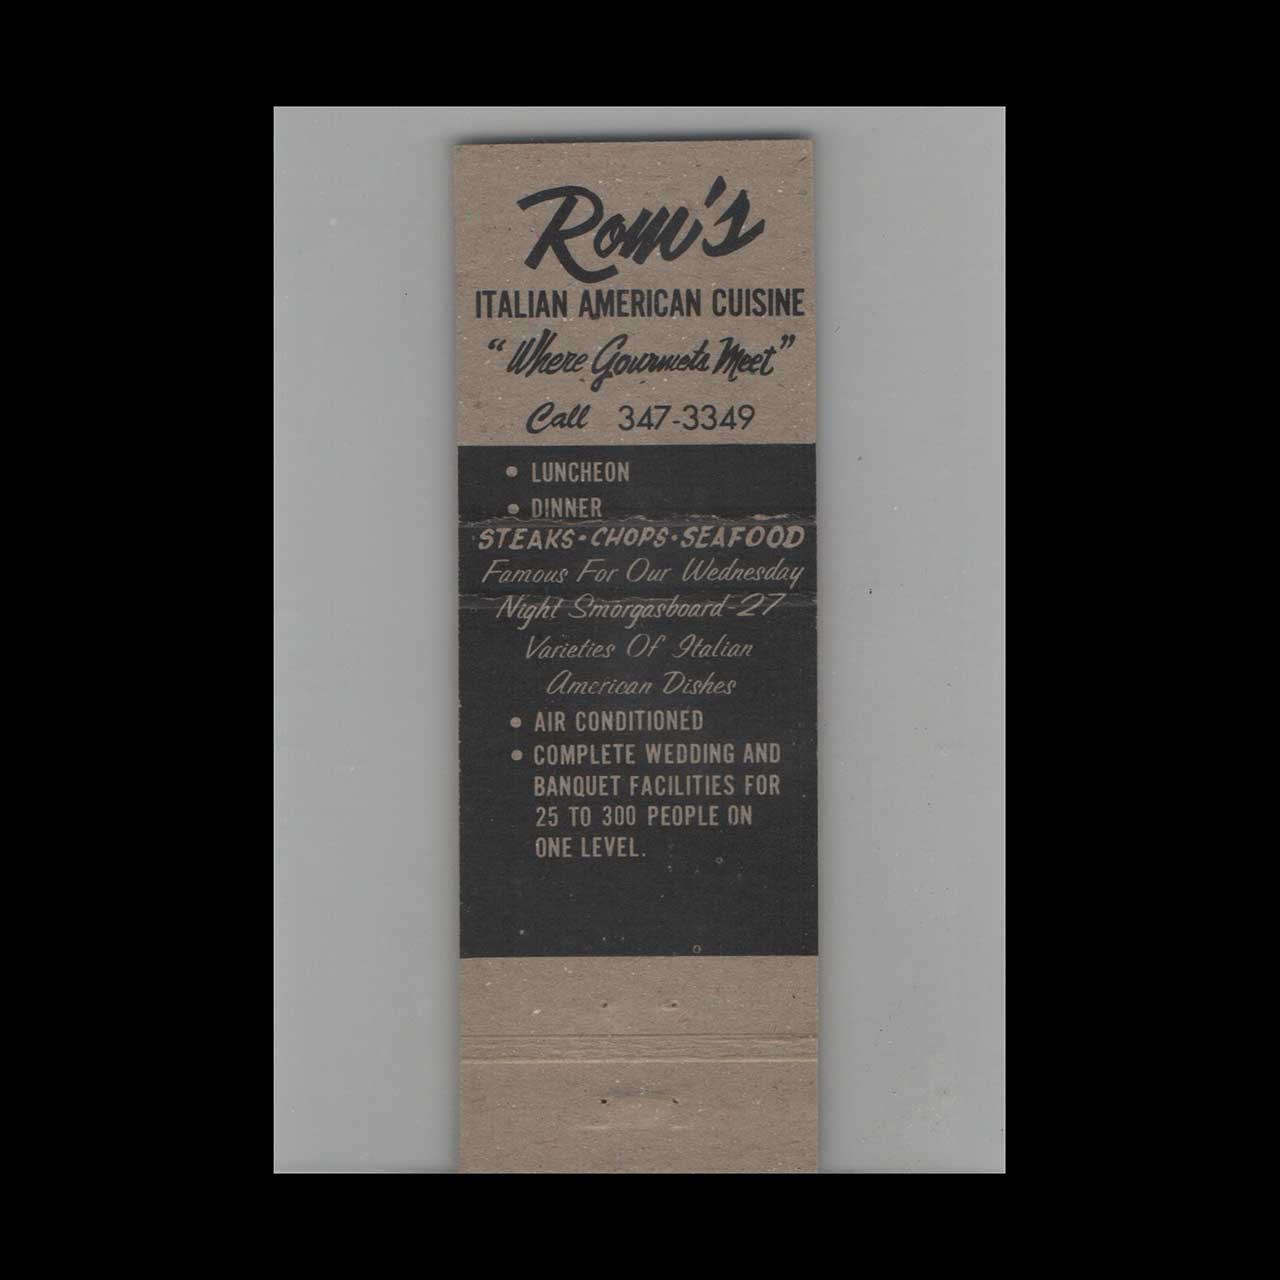 Rom's
ITALIAN AMERICAN CUISINE
"Where Gourmets Meet"
Call 347-3349
• LUNCHEON
• DINNER
STEAKS·CHOPS·SEAFOOD
Famous For Our Wednesday
Night Smorgasboard-27
Varieties Of Italian
American Dishes
• AIR CONDITIONED
• COMPLETE WEDDING AND
BANQUET FACILITIES FOR
25 TO 300 PEOPLE ON
ONE LEVEL.